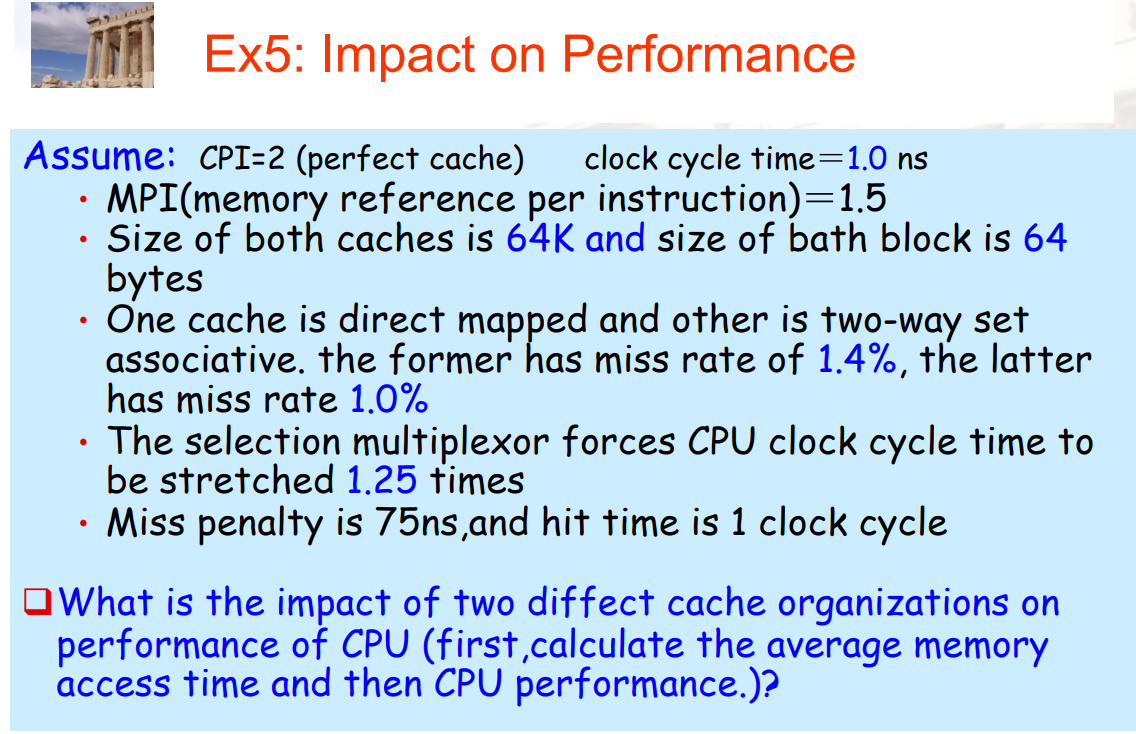 Ex5: Impact on Performance
Assume: CPI=2 (perfect cache) clock cycle time＝1.0 ns
• MPI(memory reference per instruction)＝1.5
• Size of both caches is 64K and size of bath block is 64
bytes
• One cache is direct mapped and other is two-way set
associative. the former has miss rate of 1.4%, the latter
has miss rate 1.0%
• The selection multiplexor forces CPU clock cycle time to
be stretched 1.25 times
• Miss penalty is 75ns,and hit time is 1 clock cycle
❑What is the impact of two diffect cache organizations on
performance of CPU (first,calculate the average memory
access time and then CPU performance.)?